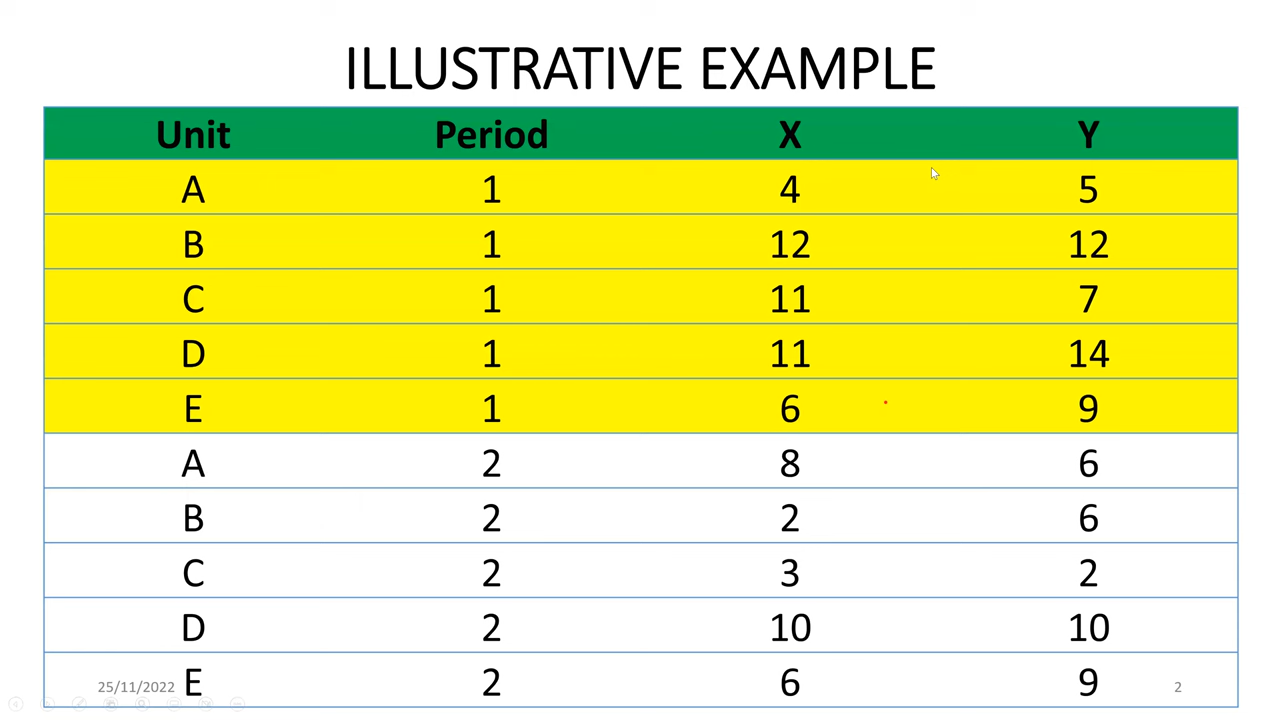 ILLUSTRATIVE EXAMPLE
Unit Period X Y
A 1 4 5
B 1 12 12
C 1 11 7
D 1 11 14
E 1 6 9
A 2 8 6
B 2 2 6
C 2 3 2
D 2 10 10
E 2 6 9
25/11/2022 2